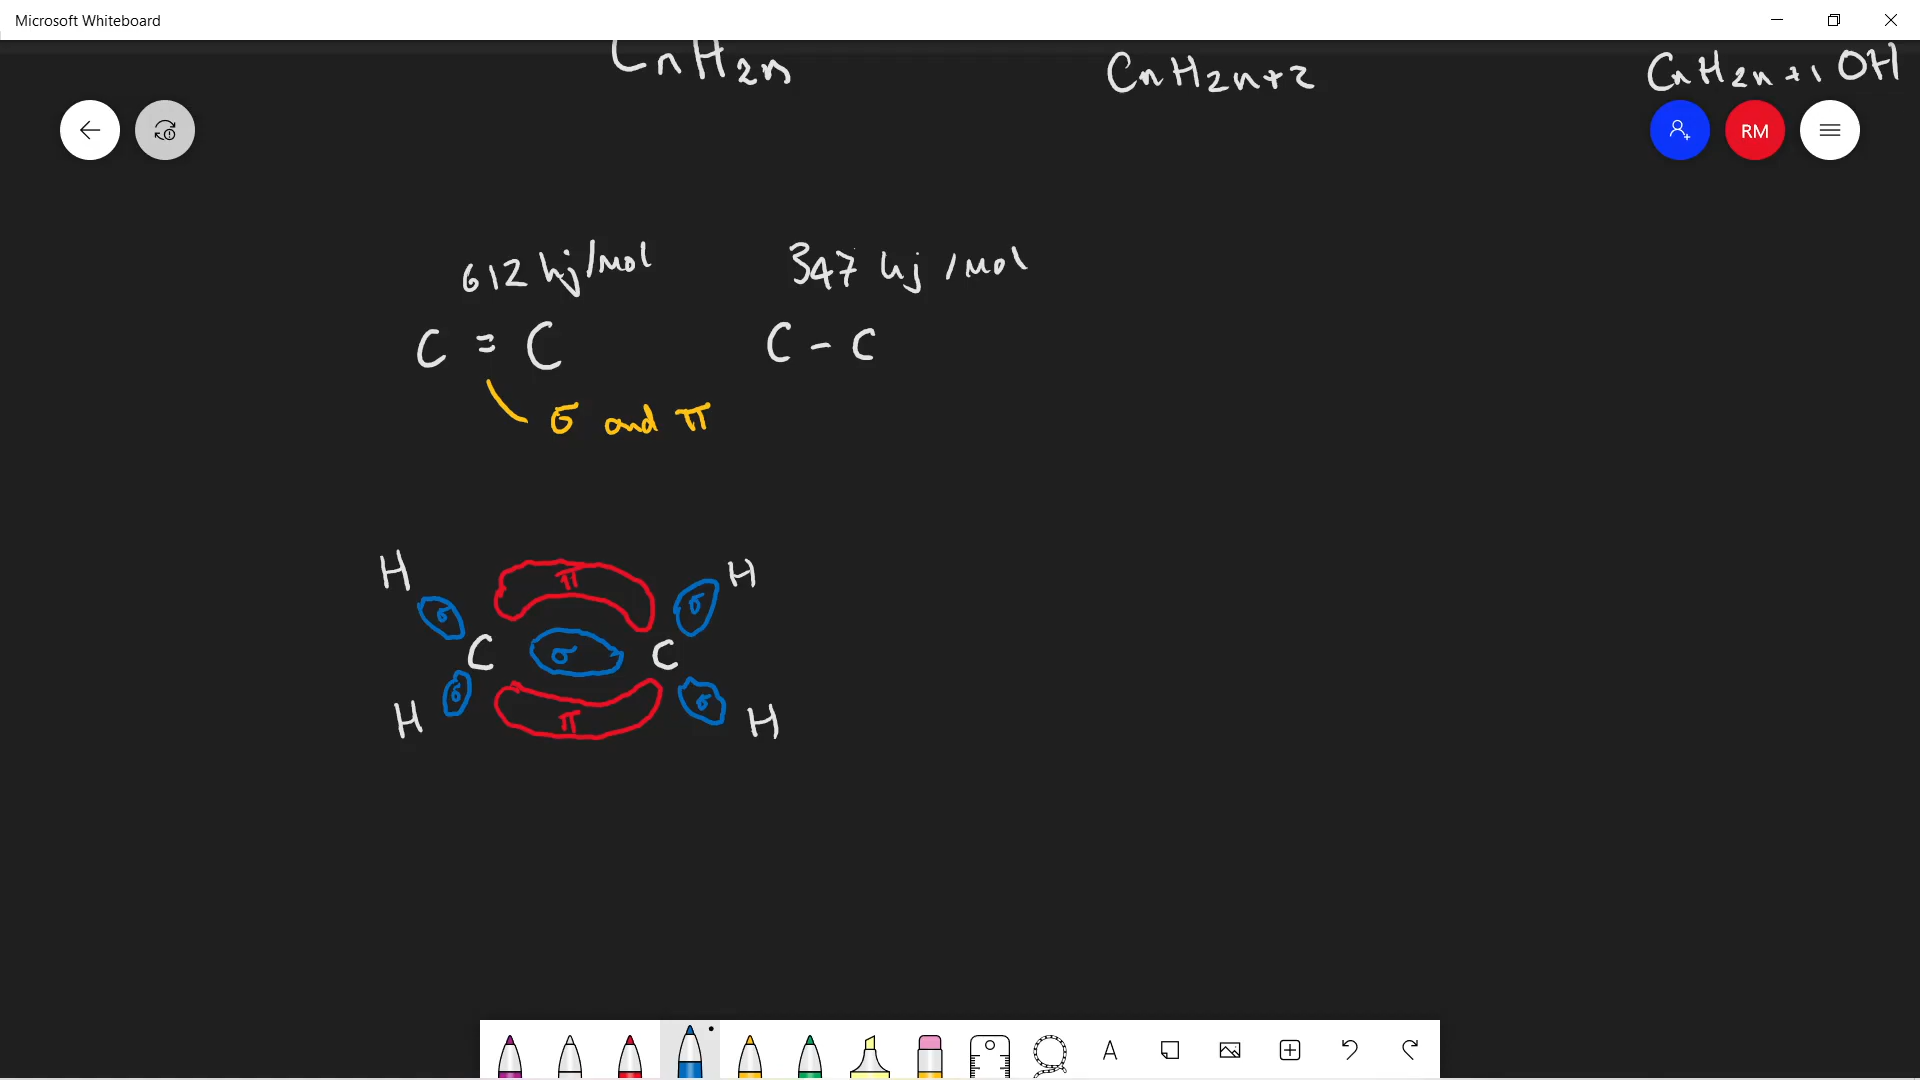 Microsoft Whiteboard
CnH2n CnH2n+2 CnH2n+1 OH
RM
612 kj/mol 347 kj/mol
C = C C - C
σ and π
H π H
σ σ
C σ C
σ σ
H π H
A